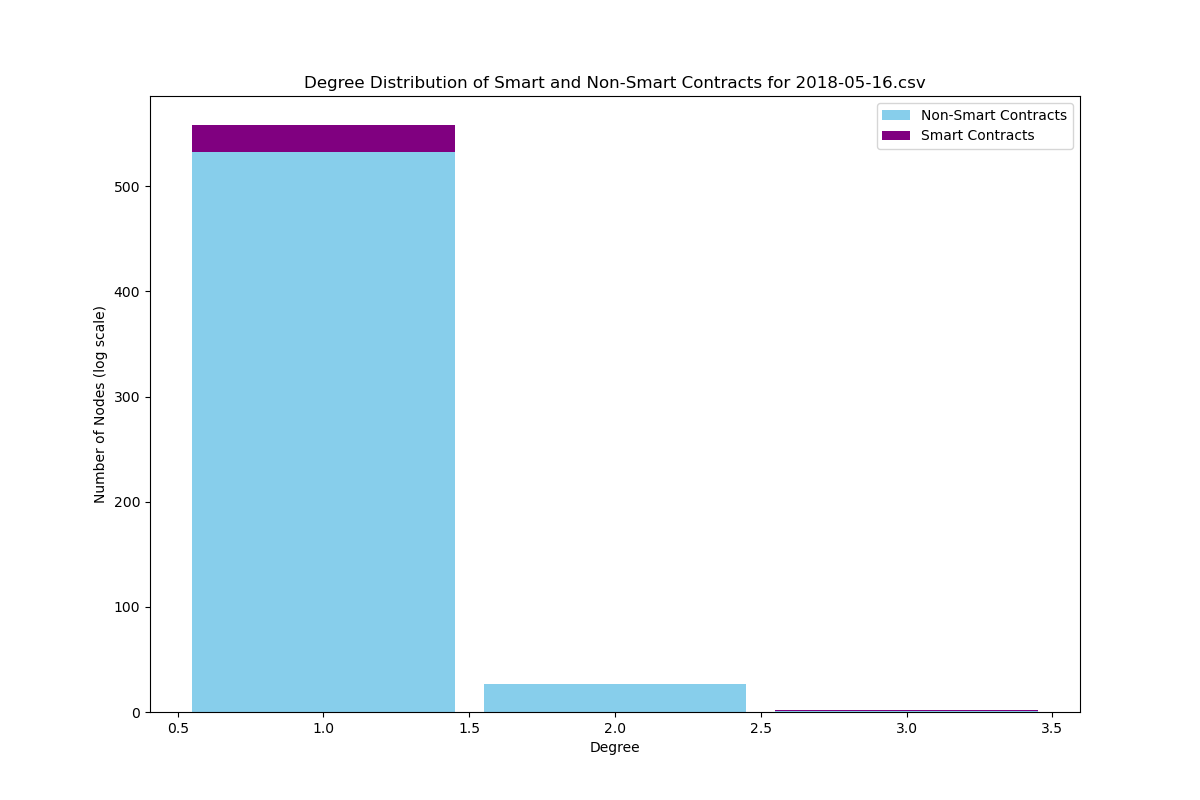 Degree Distribution of Smart and Non-Smart Contracts for 2018-05-16.csv
Non-Smart Contracts
Smart Contracts
500
400
300
200
100
0
Number of Nodes (log scale)
0.5 1.0 1.5 2.0 2.5 3.0 3.5
Degree